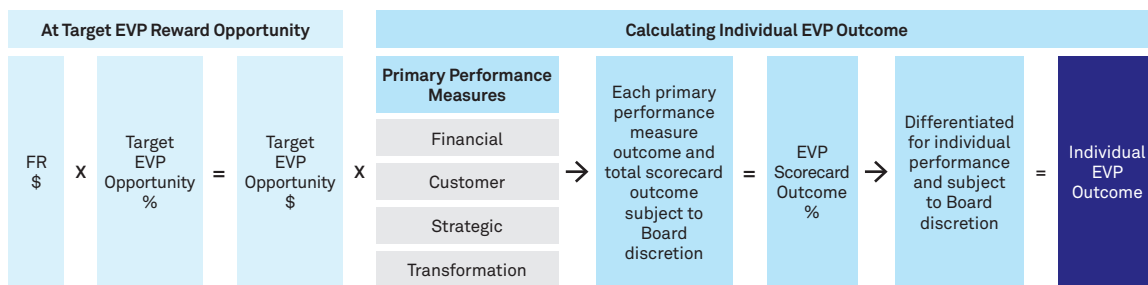 At Target EVP Reward Opportunity
Calculating Individual EVP Outcome
FR
$
X
Target
EVP
Opportunity
%
=
Target
EVP
Opportunity
$
X
Primary Performance
Measures
Financial
Customer
Strategic
Transformation
→
Each primary
performance
measure
outcome and
total scorecard
outcome
subject to
Board
discretion
=
EVP
Scorecard
Outcome
%
→
Differentiated
for individual
performance
and subject
to Board
discretion
=
Individual
EVP
Outcome